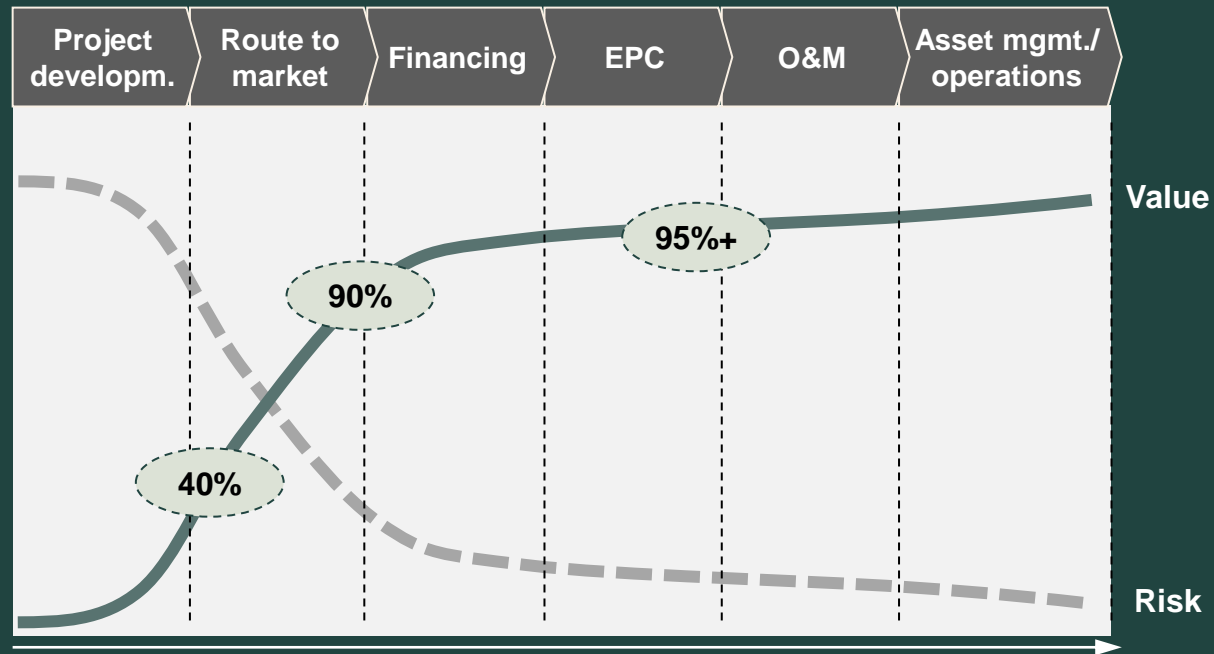 Project
developm.
Route to
market
Financing
EPC
O&M
Asset mgmt./
operations
Value
95%+
90%
40%
Risk